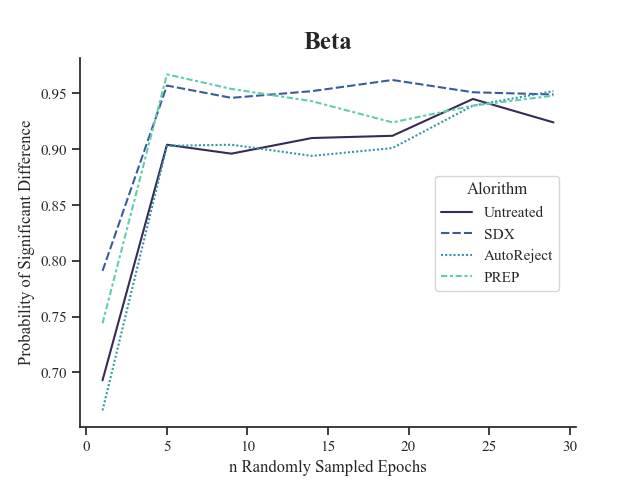 Beta
Probability of Significant Difference
0.95
0.90
0.85
0.80
0.75
0.70
Alorithm
Untreated
SDX
AutoReject
PREP
0 5 10 15 20 25 30
n Randomly Sampled Epochs